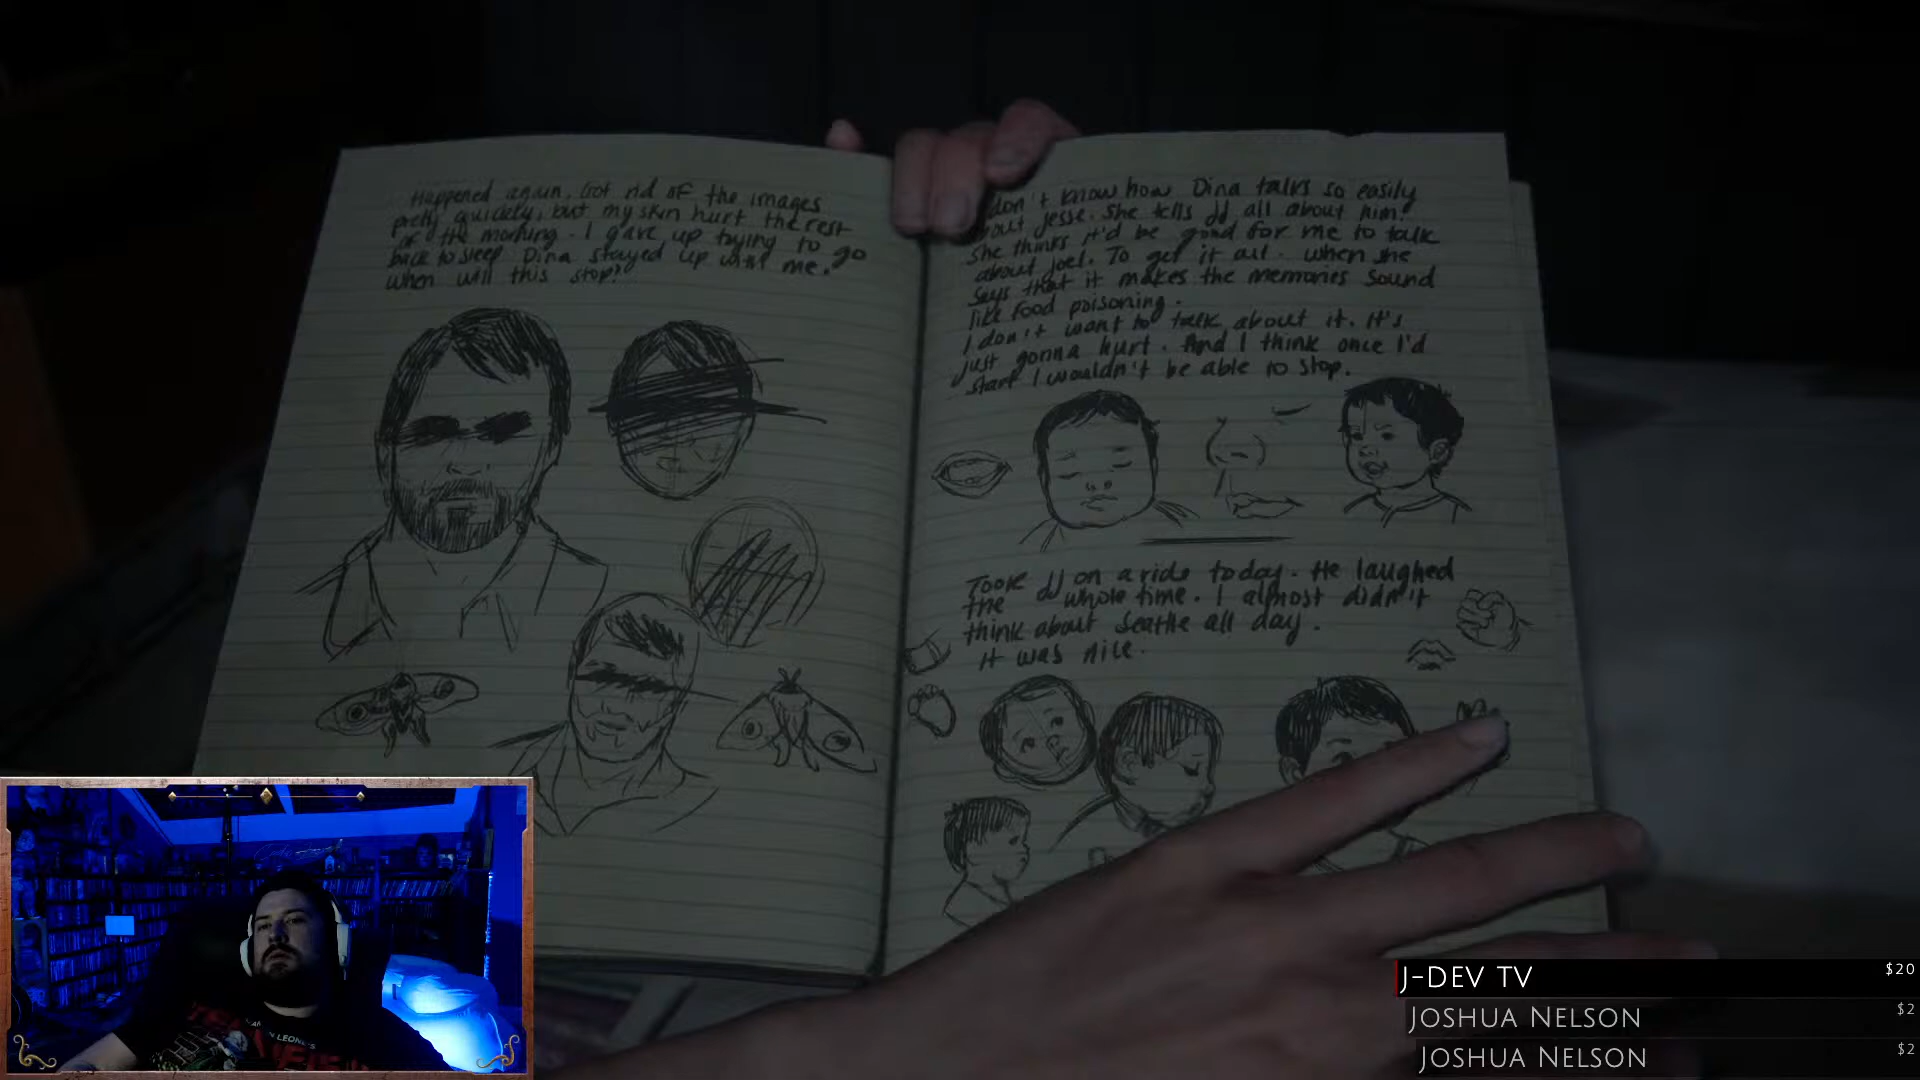 Happened again. Got rid of the images
pretty quickly, but my skin hurt the rest
of the morning. I gave up trying to go
back to sleep. Dina stayed up with me.
When will this stop?
don't know how Dina talks so easily
about Jesse. She tells JJ all about him.
She thinks it'd be good for me to talk
about Joel. To get it out. when she
says that it makes the memories sound
like food poisoning.
I don't want to talk about it. It's
just gonna hurt. And I think once I'd
start I wouldn't be able to stop.
Took JJ on a ride today. He laughed
the whole time. I almost didn't
think about Seattle all day.
It was nice.
J-DEV TV $20
JOSHUA NELSON $2
JOSHUA NELSON $2